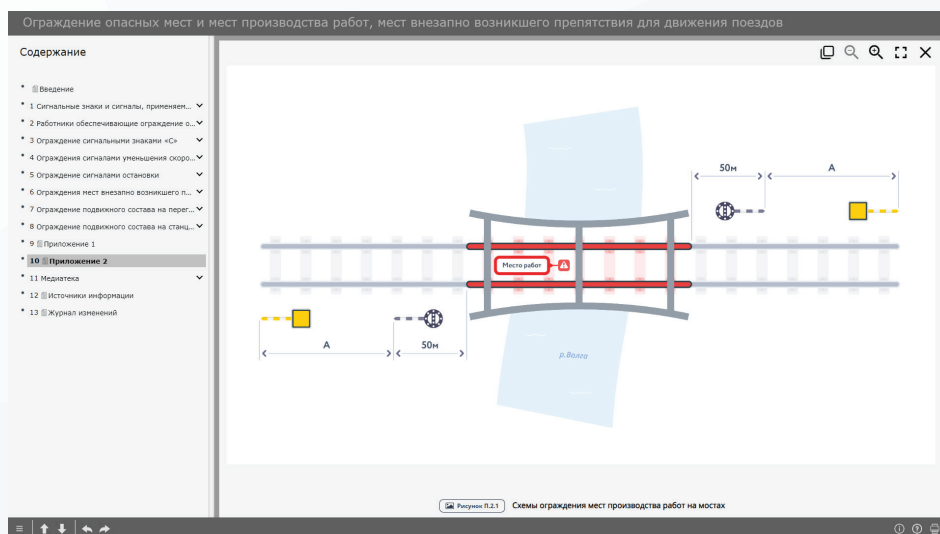 Ограждение опасных мест и мест производства работ, мест внезапно возникшего препятствия для движения поездов
Содержание
Введение
1 Сигнальные знаки и сигналы, применяем...
2 Работники обеспечивающие ограждение о...
3 Ограждение сигнальными знаками «С»
4 Ограждения сигналами уменьшения скоро...
5 Ограждение сигналами остановки
6 Ограждения мест внезапно возникшего п...
7 Ограждение подвижного состава на перег...
8 Ограждение подвижного состава на станц...
9 Приложение 1
10 Приложение 2
11 Медиатека
12 Источники информации
13 Журнал изменений
50м
А
Место работ
А
50м
р.Волга
Рисунок П.2.1 Схемы ограждения мест производства работ на мостах